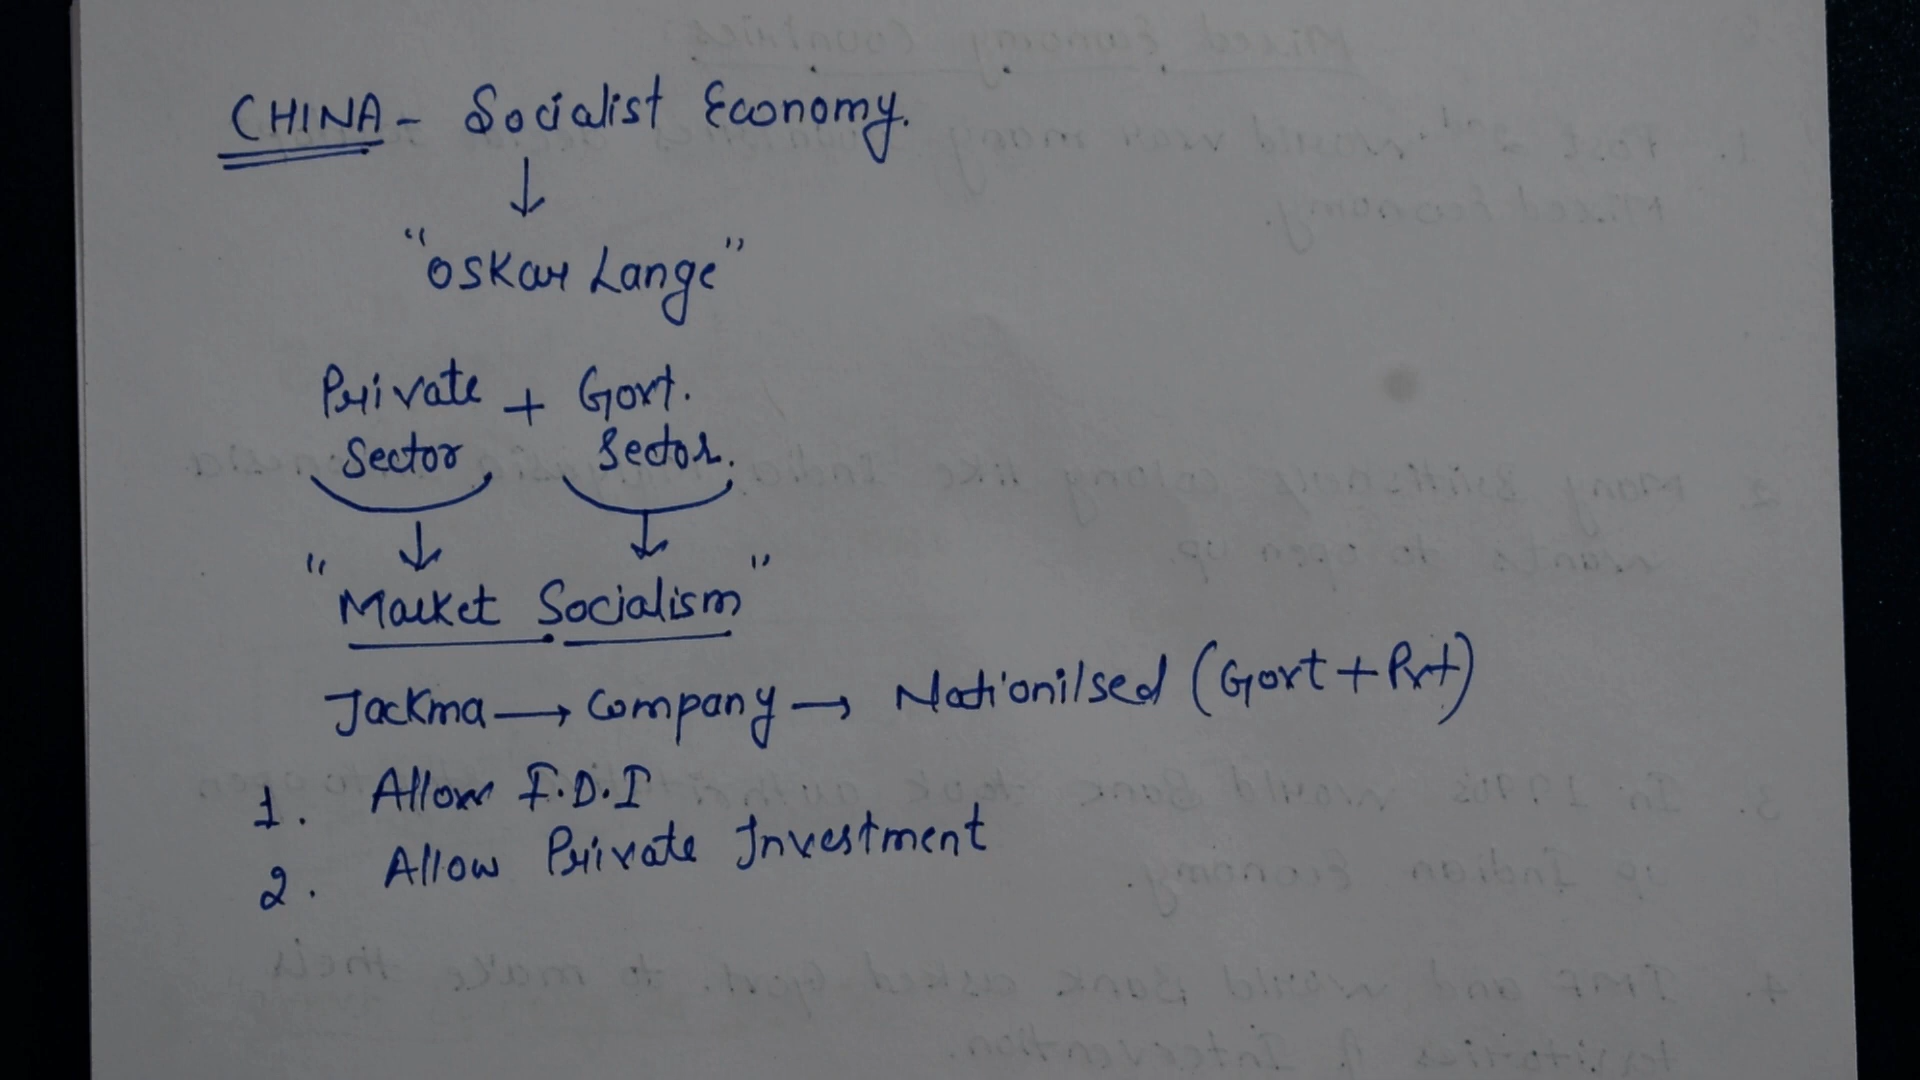 CHINA - Socialist Economy.
↓
"Oskar Lange"
Private + Govt.
Sector Sector.
↓ ↓
"Market Socialism"
Jackma → Company → Nationilsed (Govt + Prt)
1. Allow F.D.I
2. Allow Private Investment